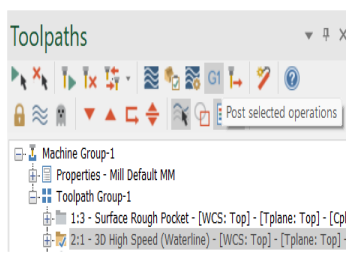 Toolpaths
G1
Post selected operations
Machine Group-1
Properties - Mill Default MM
Toolpath Group-1
1:3 - Surface Rough Pocket - [WCS: Top] - [Tplane: Top] - [Cpl
2:1 - 3D High Speed (Waterline) - [WCS: Top] - [Tplane: Top] -